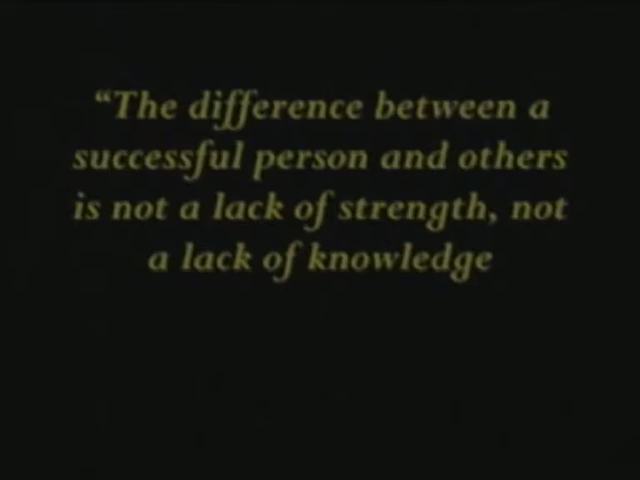 “The difference between a
successful person and others
is not a lack of strength, not
a lack of knowledge